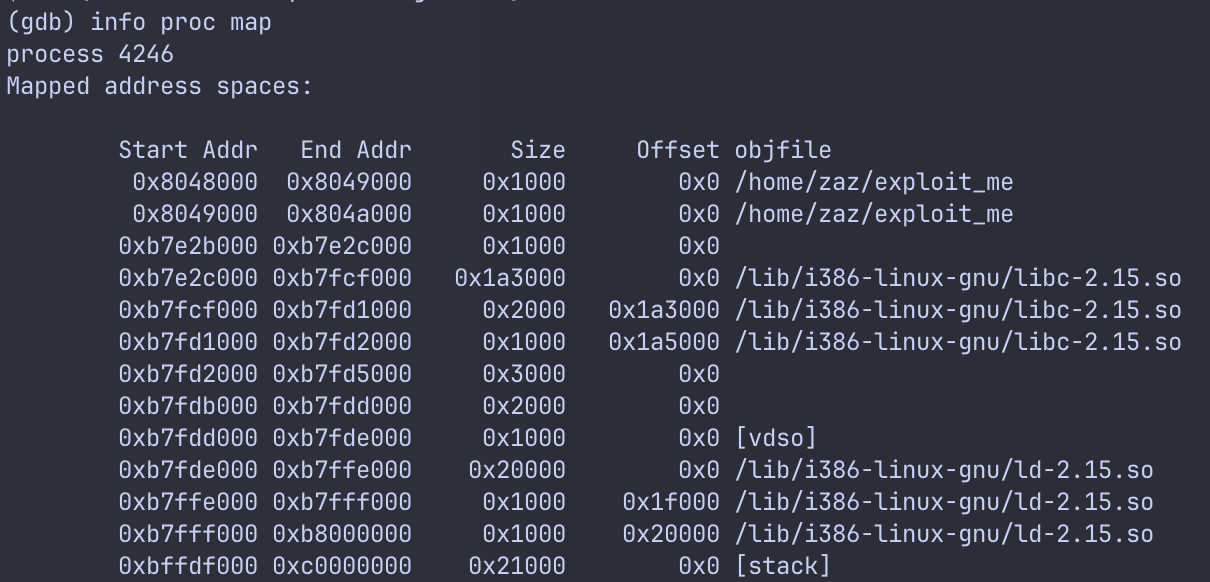 (gdb) info proc map
process 4246
Mapped address spaces:
Start Addr End Addr Size Offset objfile
0x8048000 0x8049000 0x1000 0x0 /home/zaz/exploit_me
0x8049000 0x804a000 0x1000 0x0 /home/zaz/exploit_me
0xb7e2b000 0xb7e2c000 0x1000 0x0
0xb7e2c000 0xb7fcf000 0x1a3000 0x0 /lib/i386-linux-gnu/libc-2.15.so
0xb7fcf000 0xb7fd1000 0x2000 0x1a3000 /lib/i386-linux-gnu/libc-2.15.so
0xb7fd1000 0xb7fd2000 0x1000 0x1a5000 /lib/i386-linux-gnu/libc-2.15.so
0xb7fd2000 0xb7fd5000 0x3000 0x0
0xb7fdb000 0xb7fdd000 0x2000 0x0
0xb7fdd000 0xb7fde000 0x1000 0x0 [vdso]
0xb7fde000 0xb7ffe000 0x20000 0x0 /lib/i386-linux-gnu/ld-2.15.so
0xb7ffe000 0xb7fff000 0x1000 0x1f000 /lib/i386-linux-gnu/ld-2.15.so
0xb7fff000 0xb8000000 0x1000 0x20000 /lib/i386-linux-gnu/ld-2.15.so
0xbffdf000 0xc0000000 0x21000 0x0 [stack]